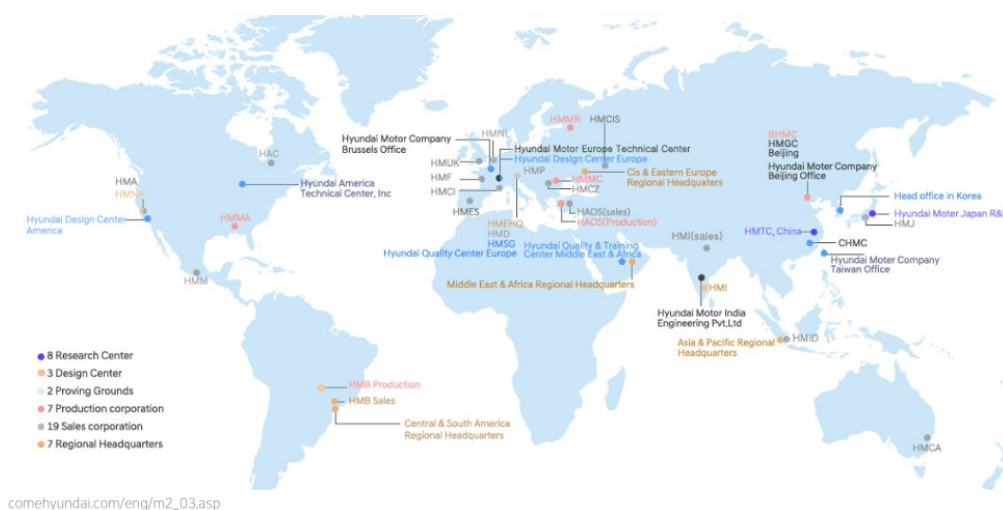 HMMR
HMCIS
HMNL
Hyundai Motor Company
Brussels Office
Hyundai Motor Europe Technical Center
Hyundai Design Center Europe
HAC
HMUK
HMP
Cis & Eastern Europe
Regional Headquaters
HMF
HMMC
HMCI
HMCZ
HMES
HAOS(sales)
HAOS(Production)
HMEHQ
HMD
HMSG
Hyundai Quality Center Europe
Hyundai Quality & Training
Center Middle East & Africa
Middle East & Africa Regional Headquarters
BHMC
HMGC
Beijing
Hyundai Moter Company
Beijing Office
Head office in Korea
Hyundai Moter Japan R&
HMJ
HMTC, China
CHMC
Hyundai Moter Company
Taiwan Office
HMI(sales)
HMI
Hyundai Motor India
Engineering Pvt,Ltd
Asia & Pacific Regional
Headquarters
HMID
HMCA
HMA
Hyundai America
Technical Center, Inc
Hyundai Design Center
America
HMMA
HMM
HMB Production
HMB Sales
Central & South America
Regional Headquarters
8 Research Center
3 Design Center
2 Proving Grounds
7 Production corporation
19 Sales corporation
7 Regional Headquarters
comehyundai.com/eng/m2_03.asp